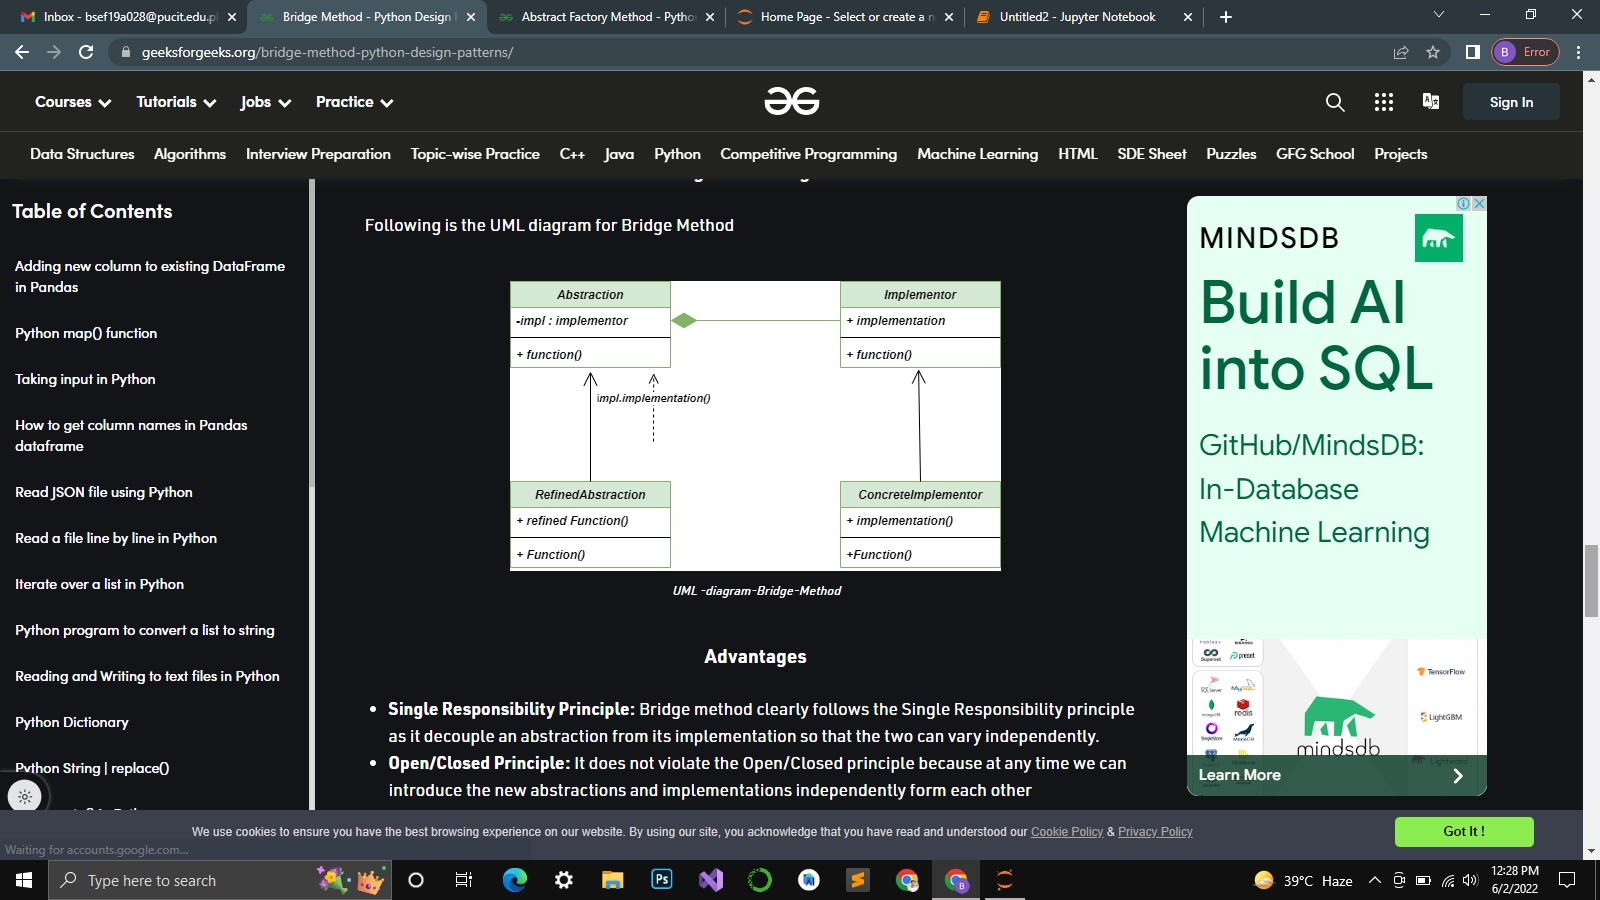 Inbox - bsef19a028@pucit.edu.p
Bridge Method - Python Design
Abstract Factory Method - Pytho
Home Page - Select or create a n
Untitled2 - Jupyter Notebook
geeksforgeeks.org/bridge-method-python-design-patterns/
B Error
Courses Tutorials Jobs Practice
Sign In
Data Structures Algorithms Interview Preparation Topic-wise Practice C++ Java Python Competitive Programming Machine Learning HTML SDE Sheet Puzzles GFG School Projects
Table of Contents
Adding new column to existing DataFrame
in Pandas
Python map() function
Taking input in Python
How to get column names in Pandas
dataframe
Read JSON file using Python
Read a file line by line in Python
Iterate over a list in Python
Python program to convert a list to string
Reading and Writing to text files in Python
Python Dictionary
Python String | replace()
Following is the UML diagram for Bridge Method
Abstraction
-impl : implementor
+ function()
Implementor
+ implementation
+ function()
impl.implementation()
RefinedAbstraction
+ refined Function()
+ Function()
ConcreteImplementor
+ implementation()
+Function()
UML -diagram-Bridge-Method
Advantages
• Single Responsibility Principle: Bridge method clearly follows the Single Responsibility principle
as it decouple an abstraction from its implementation so that the two can vary independently.
• Open/Closed Principle: It does not violate the Open/Closed principle because at any time we can
introduce the new abstractions and implementations independently form each other
MINDSDB
Build AI
into SQL
GitHub/MindsDB:
In-Database
Machine Learning
Superset
preset
SQL Server
MySQL
mongoDB
redis
SingleStore
MariaDB
TensorFlow
LightGBM
Lightwood
mindsdb
Learn More
We use cookies to ensure you have the best browsing experience on our website. By using our site, you acknowledge that you have read and understood our Cookie Policy & Privacy Policy
Got It !
Waiting for accounts.google.com...
Type here to search
Ps
B
39°C Haze
12:28 PM
6/2/2022